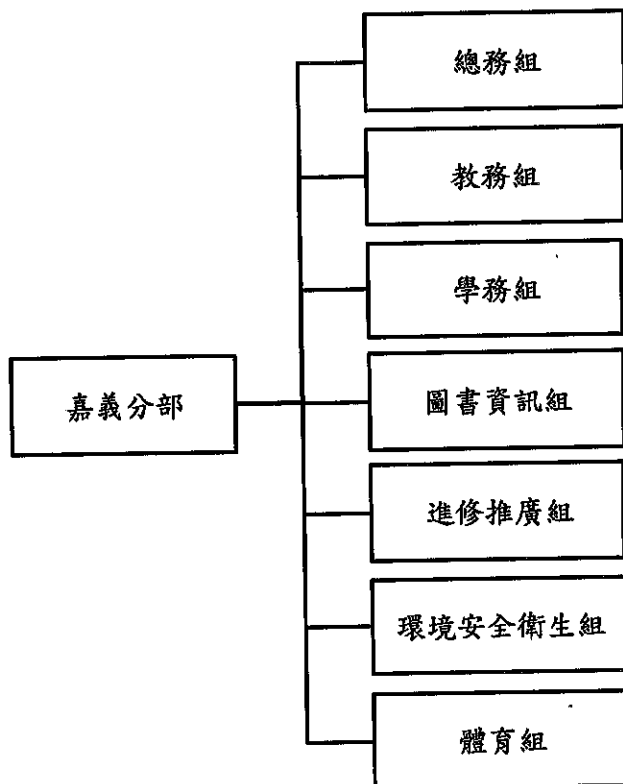 總務組
教務組
學務組
嘉義分部
圖書資訊組
進修推廣組
環境安全衛生組
體育組